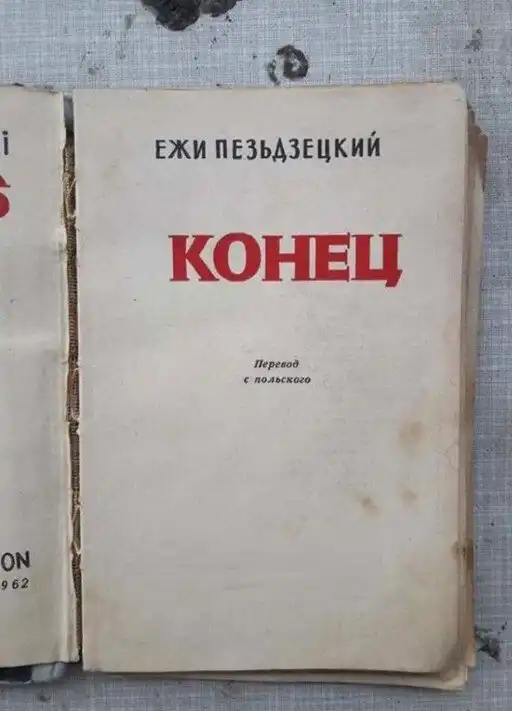 i
ЕЖИ ПЕЗЬДЗЕЦКИЙ
КОНЕЦ
Перевод
с польского
ON
962